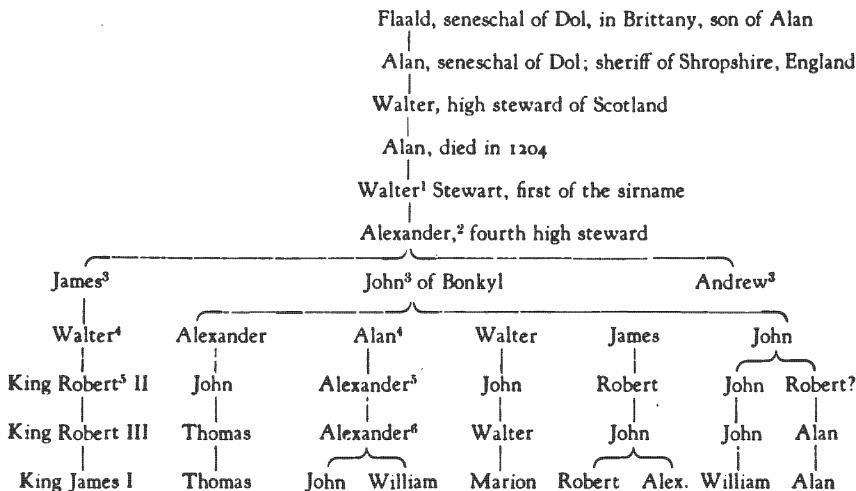 Flaald, seneschal of Dol, in Brittany, son of Alan
Alan, seneschal of Dol; sheriff of Shropshire, England
Walter, high steward of Scotland
Alan, died in 1204
Walter¹ Stewart, first of the sirname
Alexander,² fourth high steward
James³ John³ of Bonkyl Andrew³
Walter⁴ Alexander Alan⁴ Walter James John
King Robert⁵ II John Alexander⁵ John Robert John Robert?
King Robert III Thomas Alexander⁶ Walter John John Alan
King James I Thomas John William Marion Robert Alex. William Alan